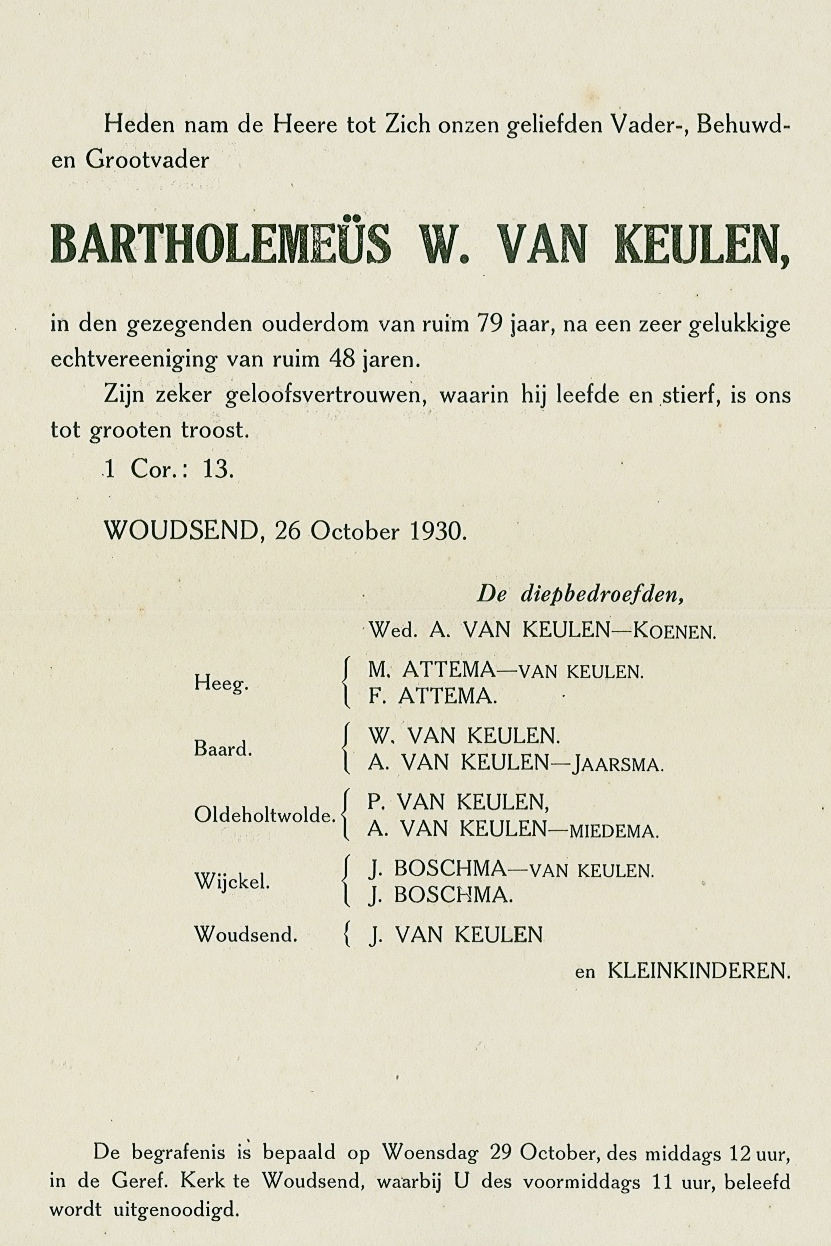 Heden nam de Heere tot Zich onzen geliefden Vader-, Behuwd-
en Grootvader
BARTHOLEMEÜS W. VAN KEULEN,
in den gezegenden ouderdom van ruim 79 jaar, na een zeer gelukkige
echtvereeniging van ruim 48 jaren.
Zijn zeker geloofsvertrouwen, waarin hij leefde en stierf, is ons
tot grooten troost.
1 Cor.: 13.
WOUDSEND, 26 October 1930.
De diepbedroefden,
Wed. A. VAN KEULEN—KOENEN.
Heeg. { M. ATTEMA—VAN KEULEN.
F. ATTEMA.
Baard. { W. VAN KEULEN.
A. VAN KEULEN—JAARSMA.
Oldeholtwolde. { P. VAN KEULEN,
A. VAN KEULEN—MIEDEMA.
Wijckel. { J. BOSCHMA—VAN KEULEN.
J. BOSCHMA.
Woudsend. { J. VAN KEULEN
en KLEINKINDEREN.
De begrafenis is bepaald op Woensdag 29 October, des middags 12 uur,
in de Geref. Kerk te Woudsend, waarbij U des voormiddags 11 uur, beleefd
wordt uitgenoodigd.